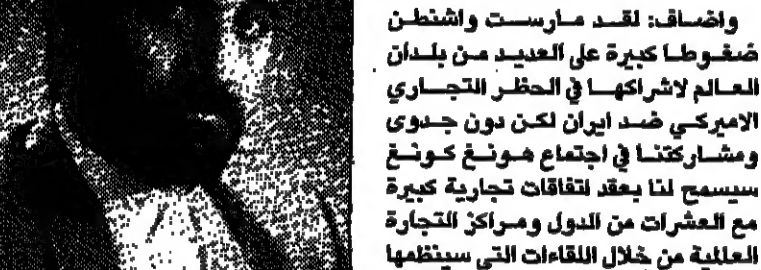 واضاف: لقد مارست واشنطن
ضغوطا كبيرة على العديد من بلدان
العالم لاشراكها في الحظر التجاري
الاميركي ضد ايران لكن دون جدوى
ومشاركتنا في اجتماع هونغ كونغ
سيسمح لنا بعقد اتفاقات تجارية كبيرة
مع العشرات من الدول ومراكز التجارة
العالمية من خلال اللقاءات التي سينظمها